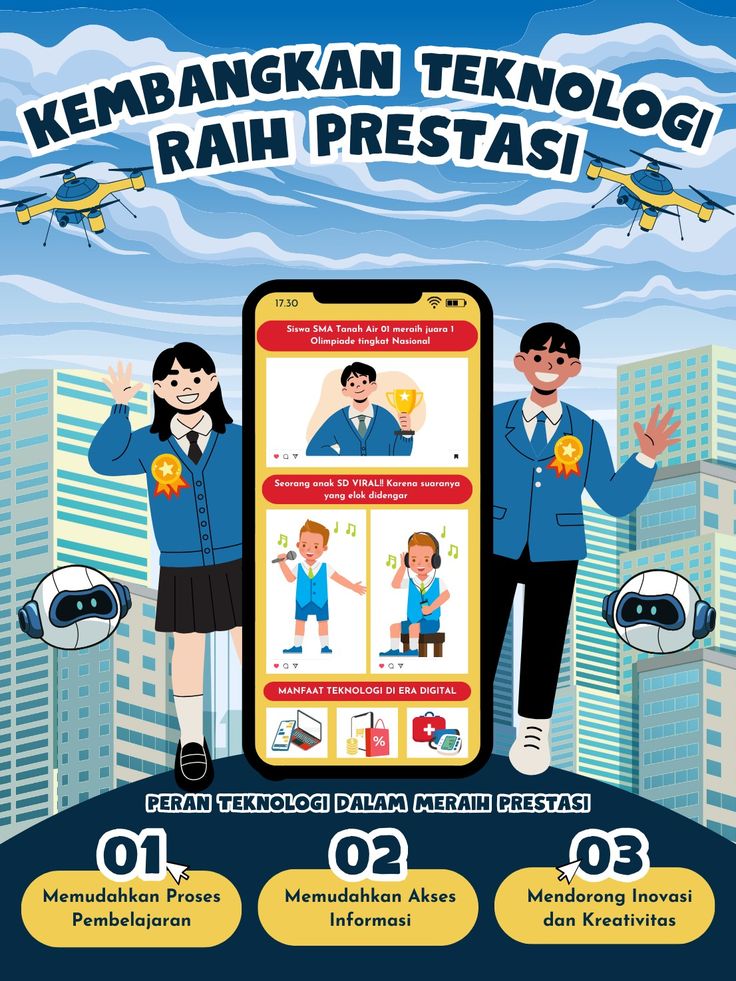 KEMBANGKAN TEKNOLOGI
RAIH PRESTASI
17.30
Siswa SMA Tanah Air 01 meraih juara 1
Olimpiade tingkat Nasional
Seorang anak SD VIRAL!! Karena suaranya
yang elok didengar
MANFAAT TEKNOLOGI DI ERA DIGITAL
%
PERAN TEKNOLOGI DALAM MERAIH PRESTASI
01
Memudahkan Proses
Pembelajaran
02
Memudahkan Akses
Informasi
03
Mendorong Inovasi
dan Kreativitas